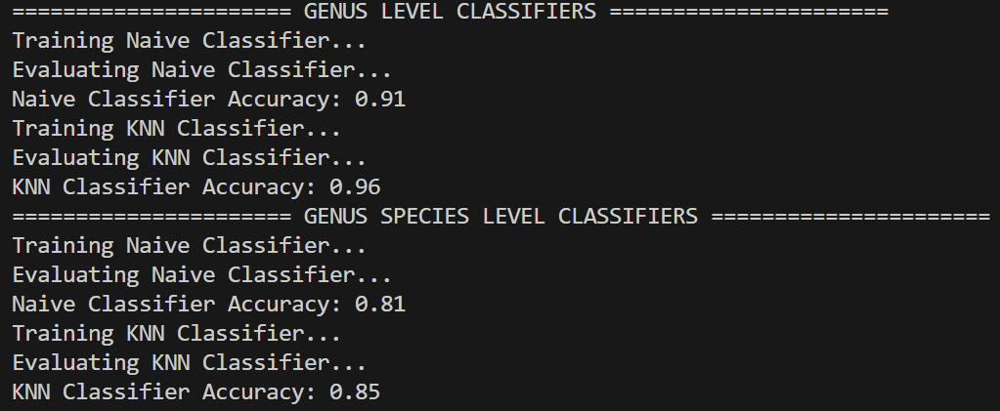 ====================== GENUS LEVEL CLASSIFIERS ======================
Training Naive Classifier...
Evaluating Naive Classifier...
Naive Classifier Accuracy: 0.91
Training KNN Classifier...
Evaluating KNN Classifier...
KNN Classifier Accuracy: 0.96
====================== GENUS SPECIES LEVEL CLASSIFIERS ======================
Training Naive Classifier...
Evaluating Naive Classifier...
Naive Classifier Accuracy: 0.81
Training KNN Classifier...
Evaluating KNN Classifier...
KNN Classifier Accuracy: 0.85